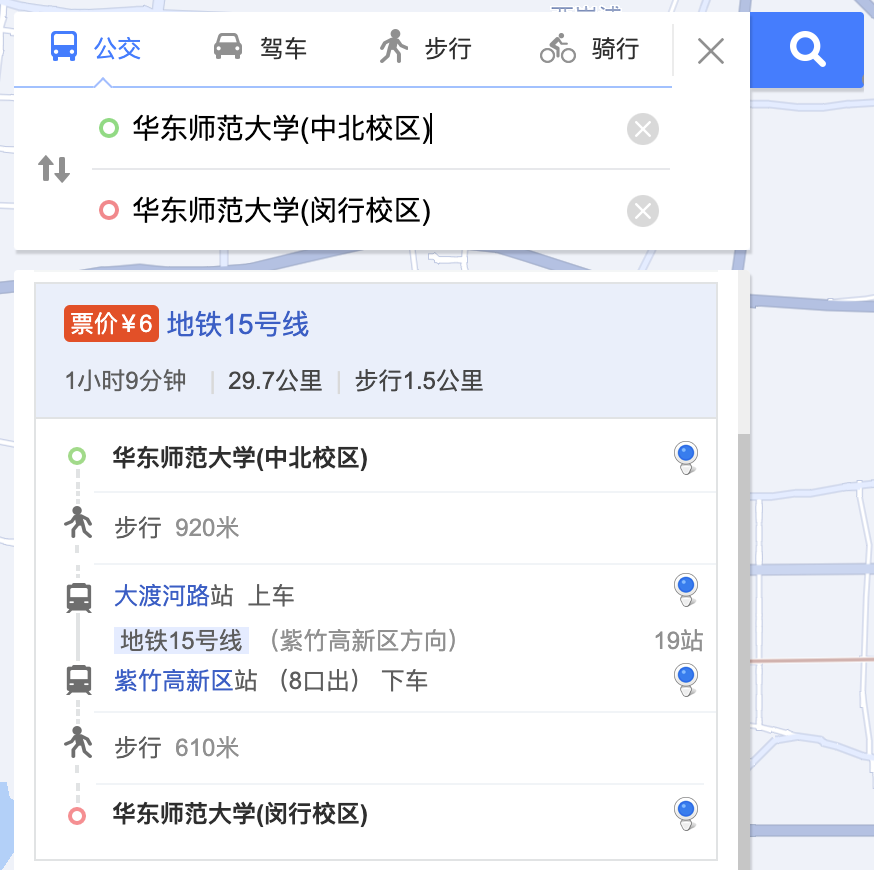 公交 驾车 步行 骑行
华东师范大学(中北校区)
华东师范大学(闵行校区)
票价¥6 地铁15号线
1小时9分钟 29.7公里 步行1.5公里
华东师范大学(中北校区)
步行 920米
大渡河路站 上车
地铁15号线 （紫竹高新区方向） 19站
紫竹高新区站 （8口出） 下车
步行 610米
华东师范大学(闵行校区)